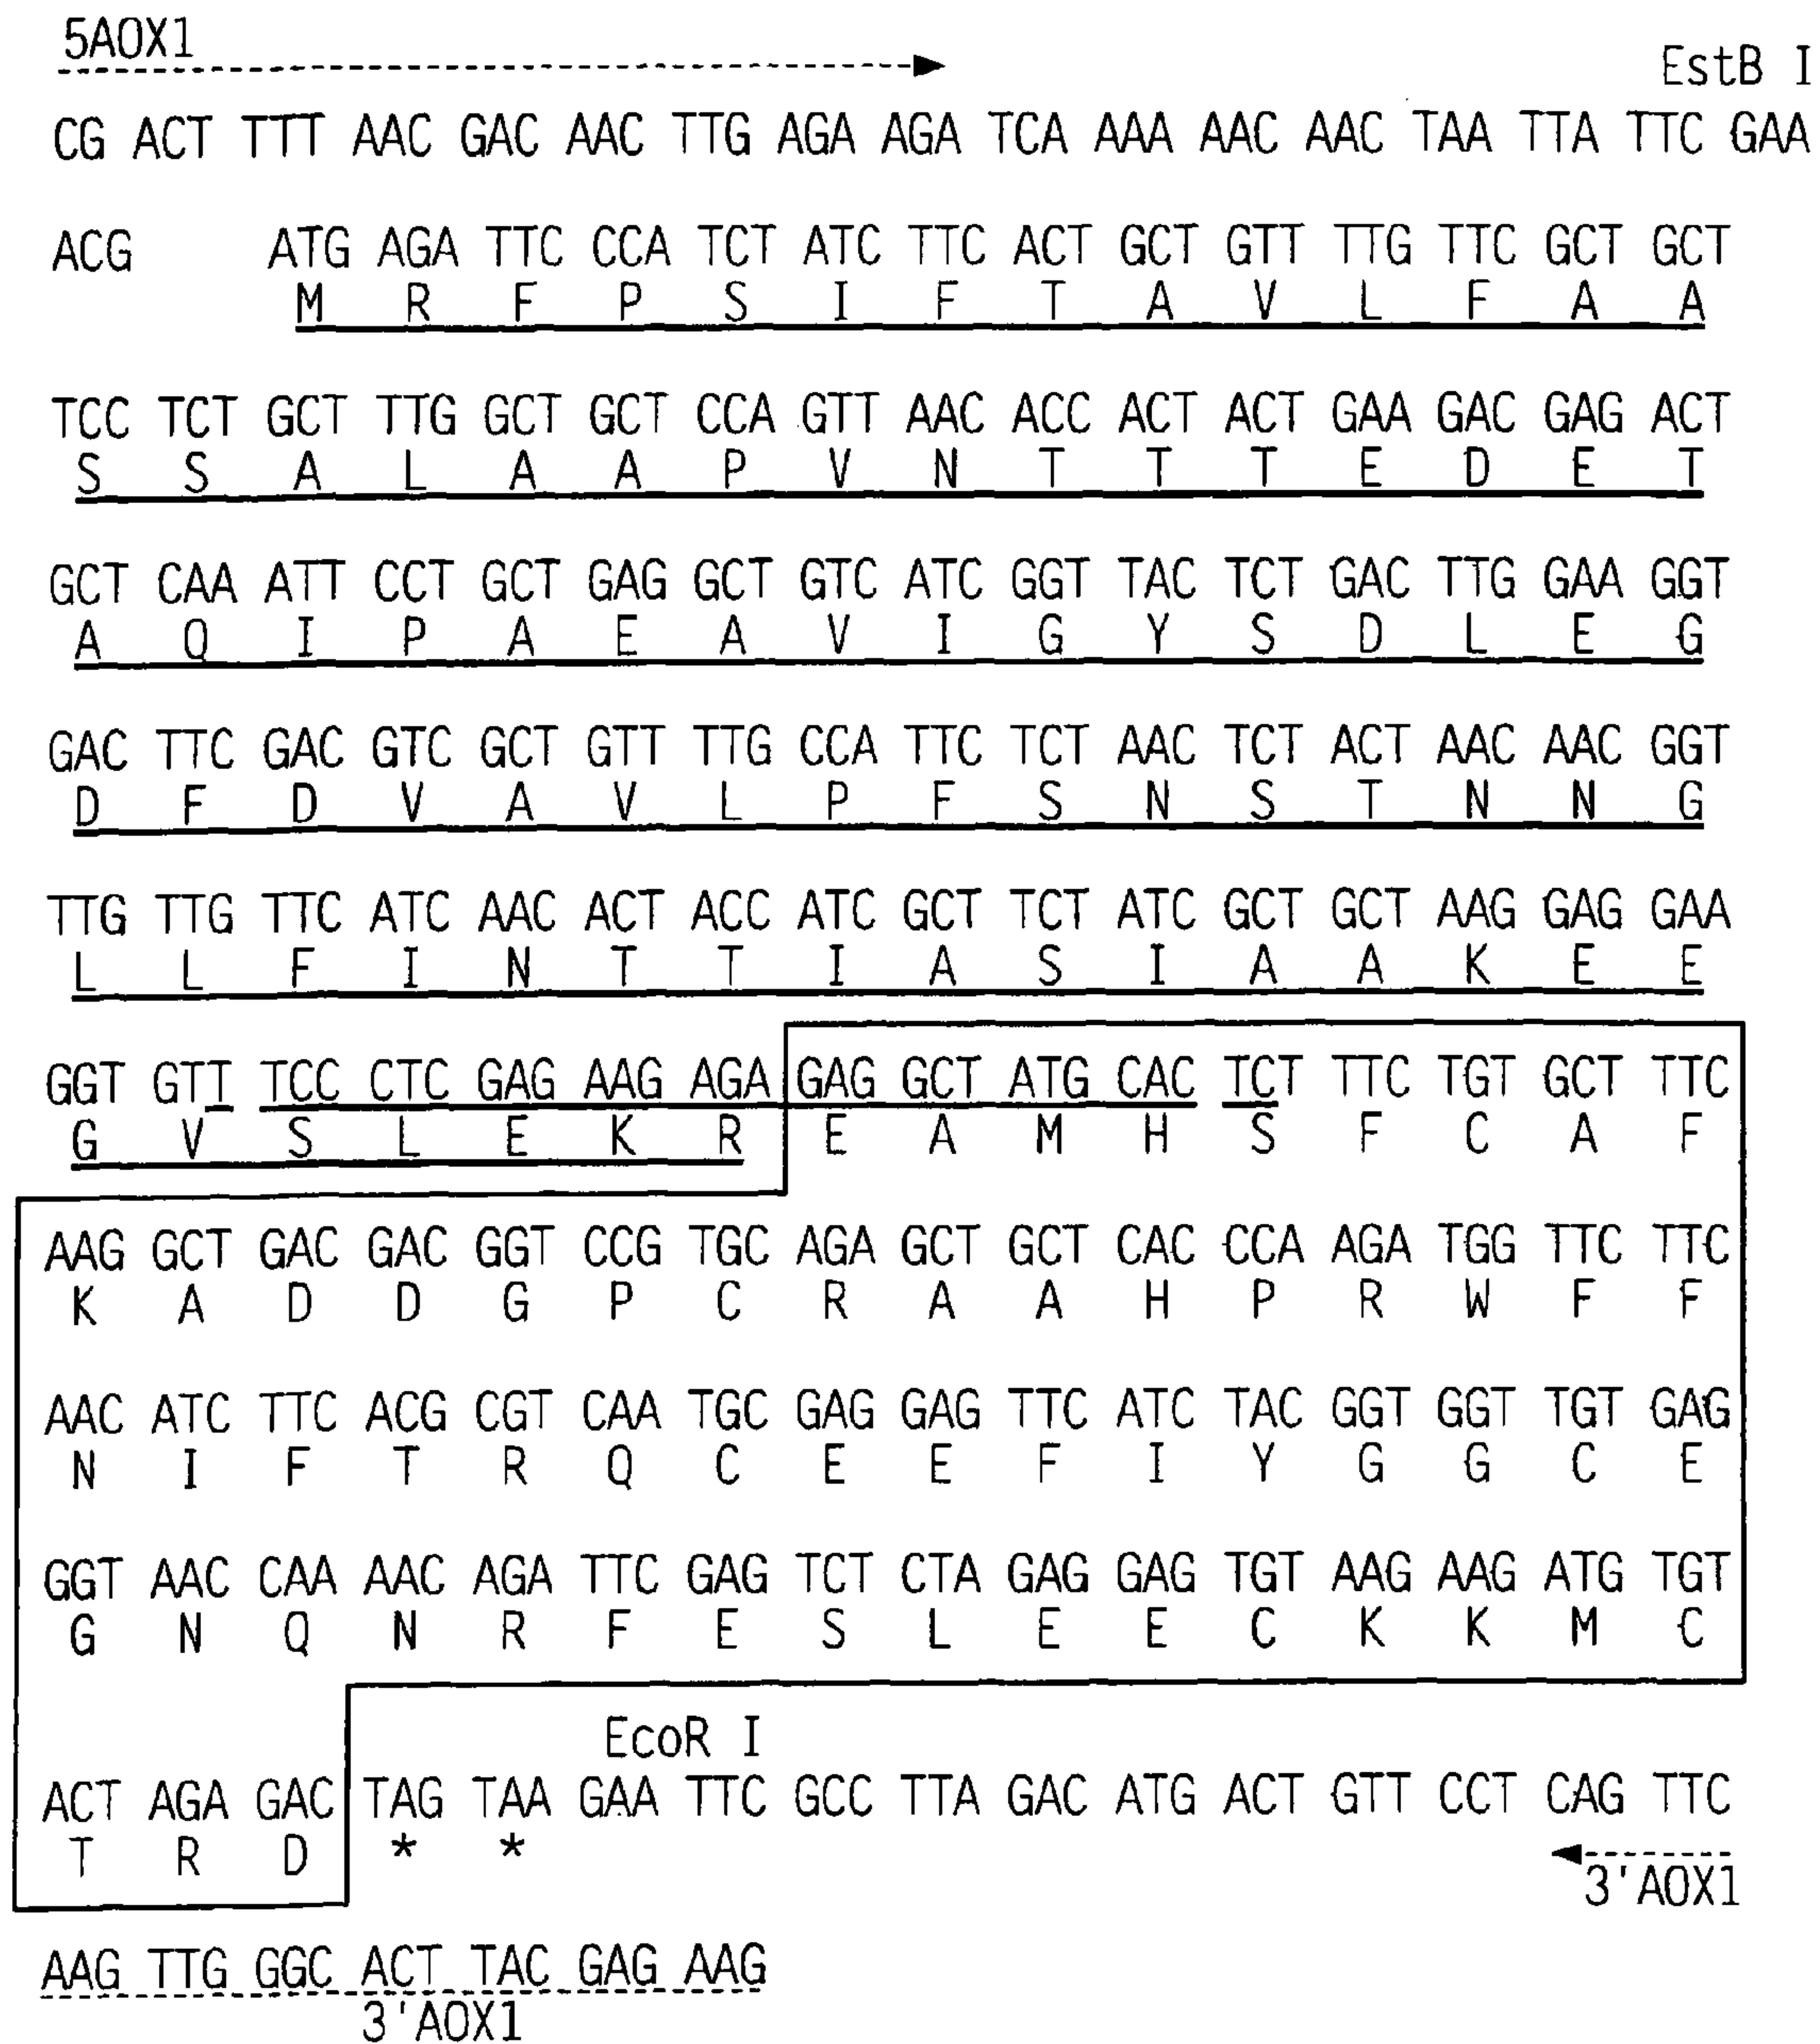 5AOX1
EstB I
CG ACT TTT AAC GAC AAC TTG AGA AGA TCA AAA AAC AAC TAA TTA TTC GAA
ACG ATG AGA TTC CCA TCT ATC TTC ACT GCT GTT TTG TTC GCT GCT
M R F P S I F T A V L F A A
TCC TCT GCT TTG GCT GCT CCA GTT AAC ACC ACT ACT GAA GAC GAG ACT
S S A L A A P V N T T T E D E T
GCT CAA ATT CCT GCT GAG GCT GTC ATC GGT TAC TCT GAC TTG GAA GGT
A Q I P A E A V I G Y S D L E G
GAC TTC GAC GTC GCT GTT TTG CCA TTC TCT AAC TCT ACT AAC AAC GGT
D F D V A V L P F S N S T N N G
TTG TTG TTC ATC AAC ACT ACC ATC GCT TCT ATC GCT GCT AAG GAG GAA
L L F I N T T I A S I A A K E E
GGT GTT TCC CTC GAG AAG AGA GAG GCT ATG CAC TCT TTC TGT GCT TTC
G V S L E K R E A M H S F C A F
AAG GCT GAC GAC GGT CCG TGC AGA GCT GCT CAC CCA AGA TGG TTC TTC
K A D D G P C R A A H P R W F F
AAC ATC TTC ACG CGT CAA TGC GAG GAG TTC ATC TAC GGT GGT TGT GAG
N I F T R Q C E E F I Y G G C E
GGT AAC CAA AAC AGA TTC GAG TCT CTA GAG GAG TGT AAG AAG ATG TGT
G N Q N R F E S L E E C K K M C
EcoR I
ACT AGA GAC TAG TAA GAA TTC GCC TTA GAC ATG ACT GTT CCT CAG TTC
T R D * *
3'AOX1
AAG TTG GGC ACT TAC GAG AAG
3'AOX1